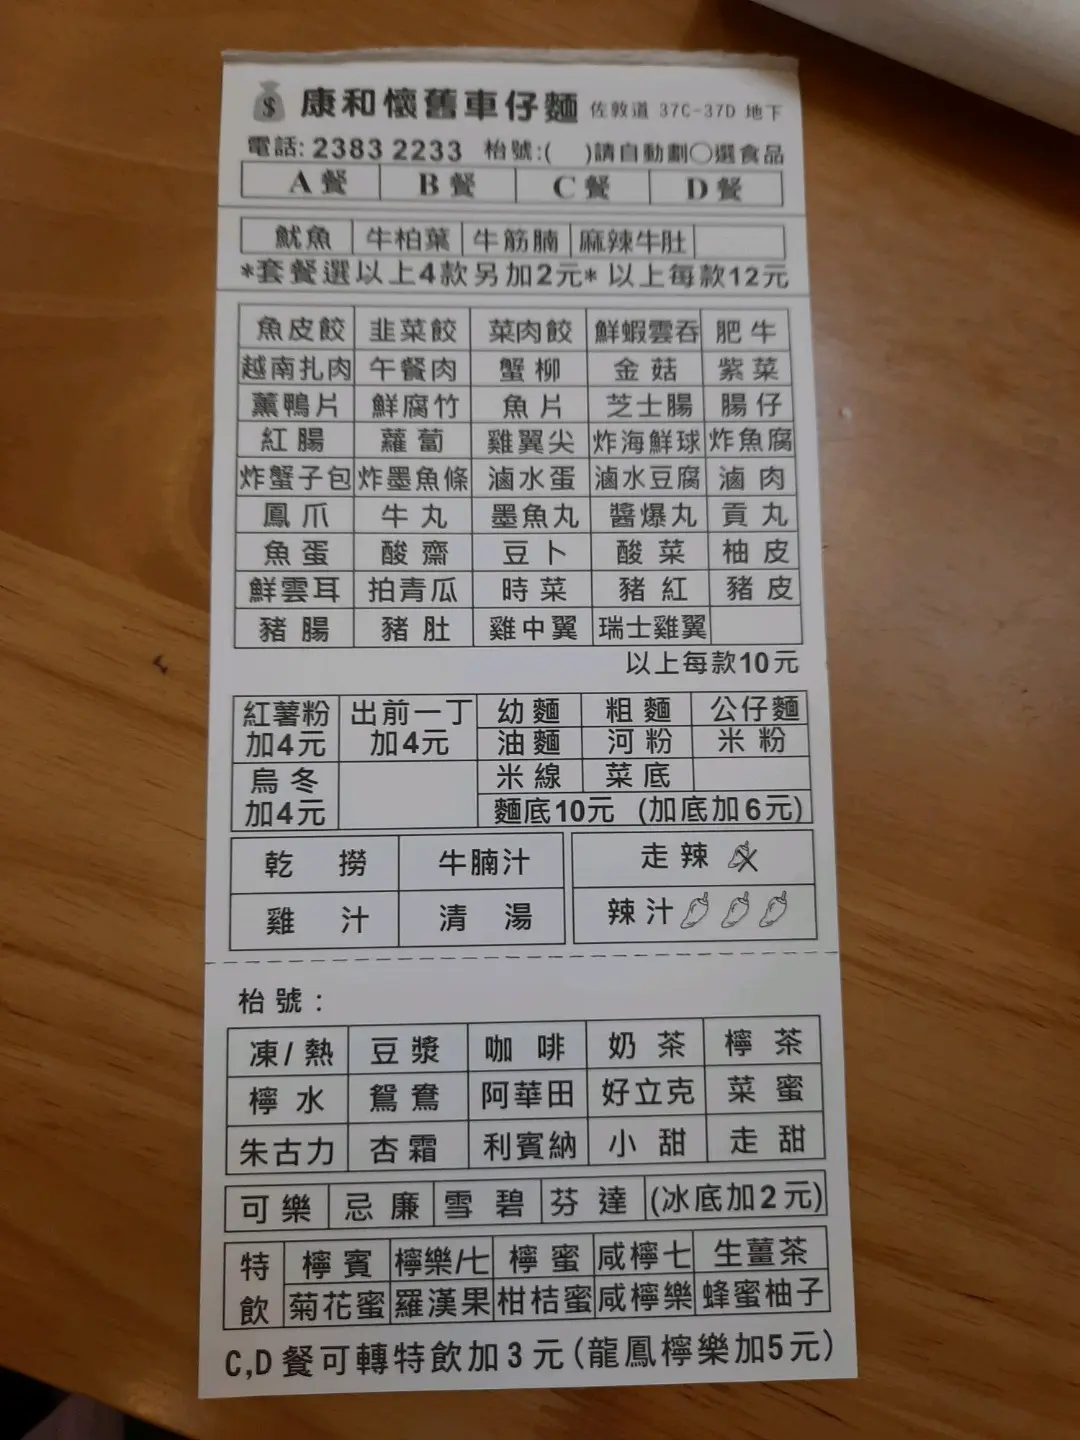 康和懷舊車仔麵 佐敦道 37C-37D 地下
電話: 2383 2233 枱號:( )請自動劃○選食品
A 餐 B 餐 C 餐 D 餐
魷魚 牛柏葉 牛筋腩 麻辣牛肚
*套餐選以上4款另加2元* 以上每款12元
魚皮餃 韭菜餃 菜肉餃 鮮蝦雲吞 肥牛
越南扎肉 午餐肉 蟹柳 金菇 紫菜
薰鴨片 鮮腐竹 魚片 芝士腸 腸仔
紅腸 蘿蔔 雞翼尖 炸海鮮球 炸魚腐
炸蟹子包 炸墨魚條 滷水蛋 滷水豆腐 滷肉
鳳爪 牛丸 墨魚丸 醬爆丸 貢丸
魚蛋 酸齋 豆卜 酸菜 柚皮
鮮雲耳 拍青瓜 時菜 豬紅 豬皮
豬腸 豬肚 雞中翼 瑞士雞翼
以上每款10元
紅薯粉 出前一丁 幼麵 粗麵 公仔麵
加4元 加4元 油麵 河粉 米粉
烏冬 米線 菜底
加4元 麵底10元 (加底加6元)
乾撈 牛腩汁 走辣
雞汁 清湯 辣汁
枱號:
凍/熱 豆漿 咖啡 奶茶 檸茶
檸水 鴛鴦 阿華田 好立克 菜蜜
朱古力 杏霜 利賓納 小甜 走甜
可樂 忌廉 雪碧 芬達 (冰底加2元)
特飲 檸賓 檸樂/七 檸蜜 咸檸七 生薑茶
菊花蜜 羅漢果 柑桔蜜 咸檸樂 蜂蜜柚子
C,D 餐可轉特飲加3元(龍鳳檸樂加5元)